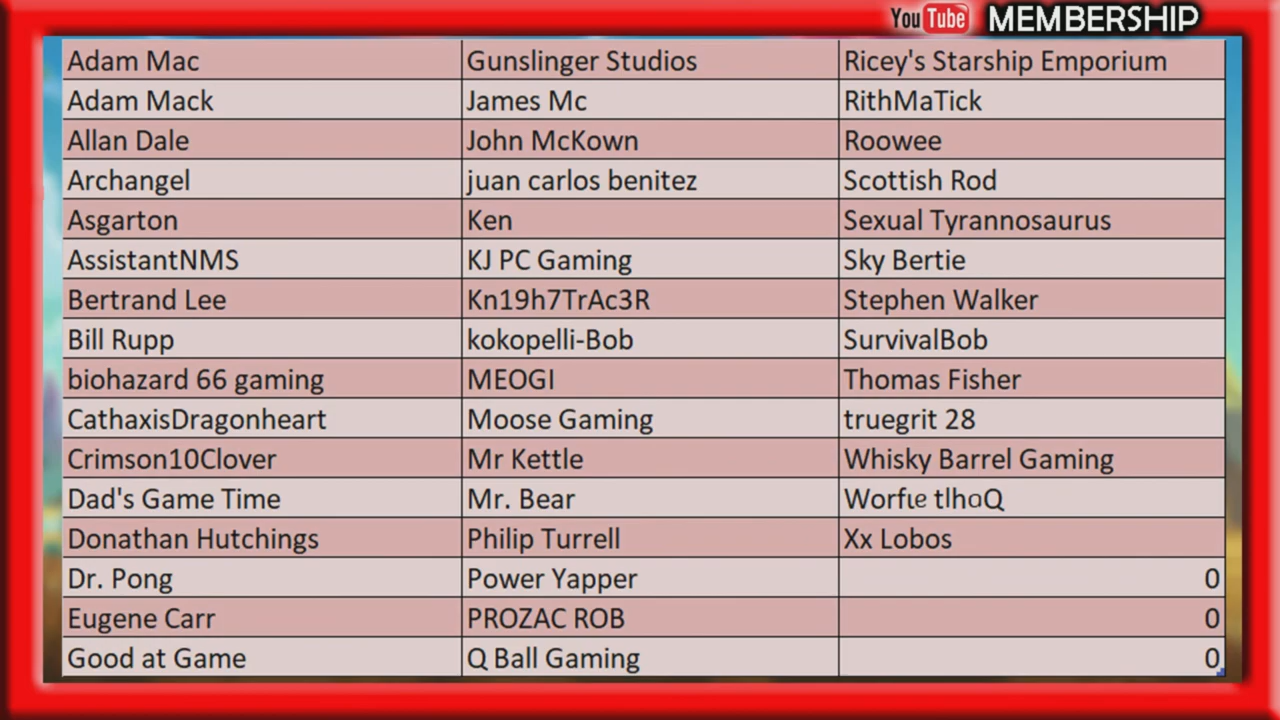 YouTube MEMBERSHIP
Adam Mac Gunslinger Studios Ricey's Starship Emporium
Adam Mack James Mc RithMaTick
Allan Dale John McKown Roowee
Archangel juan carlos benitez Scottish Rod
Asgarton Ken Sexual Tyrannosaurus
AssistantNMS KJ PC Gaming Sky Bertie
Bertrand Lee Kn19h7TrAc3R Stephen Walker
Bill Rupp kokopelli-Bob SurvivalBob
biohazard 66 gaming MEOGI Thomas Fisher
CathaxisDragonheart Moose Gaming truegrit 28
Crimson10Clover Mr Kettle Whisky Barrel Gaming
Dad's Game Time Mr. Bear Worfɩe tlhɑQ
Donathan Hutchings Philip Turrell Xx Lobos
Dr. Pong Power Yapper 0
Eugene Carr PROZAC ROB 0
Good at Game Q Ball Gaming 0